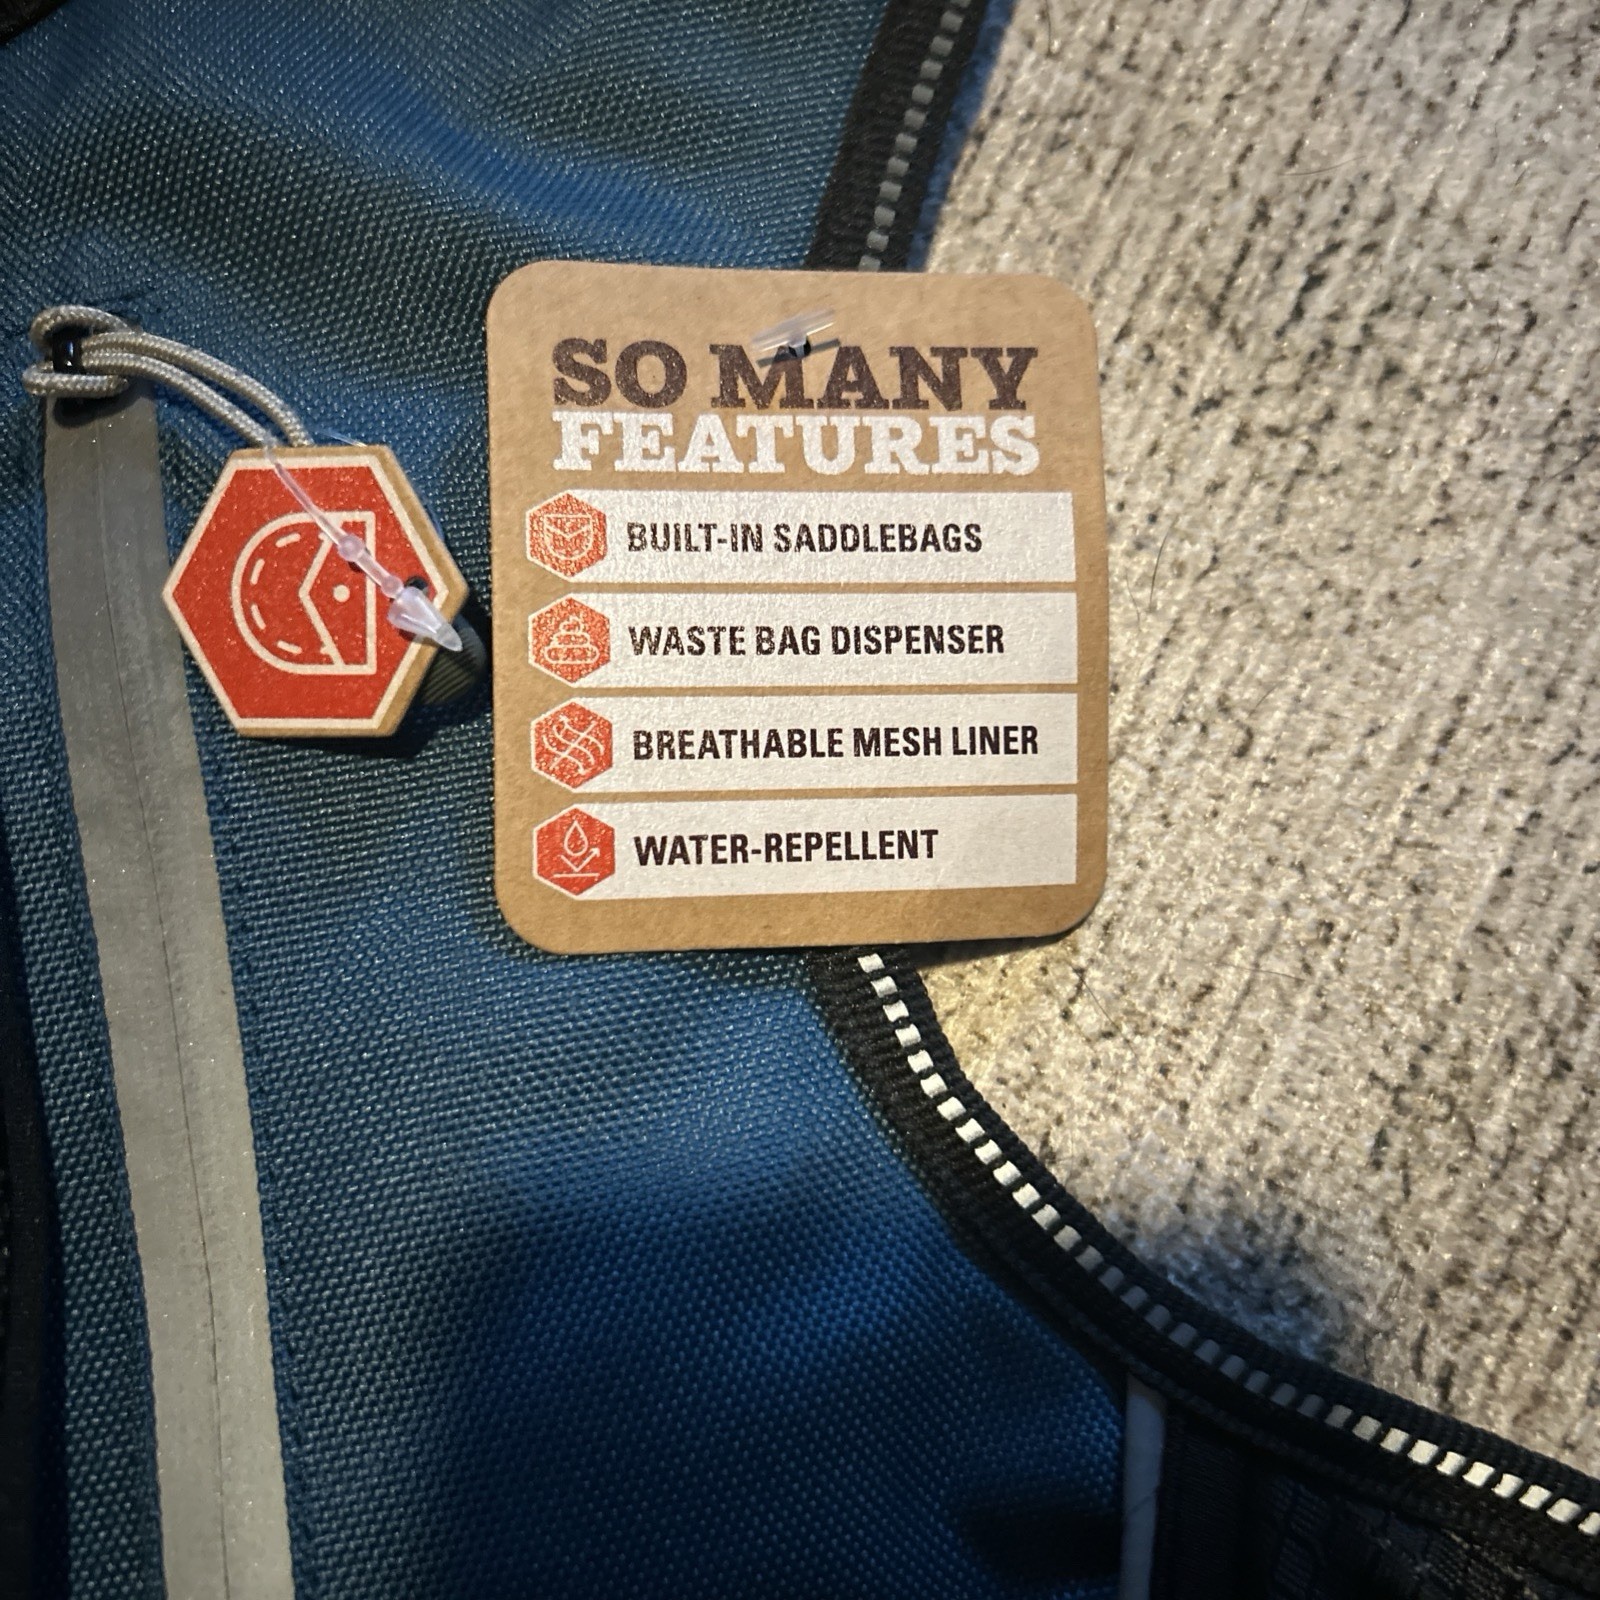 SO MANY
FEATURES
BUILT-IN SADDLEBAGS
WASTE BAG DISPENSER
BREATHABLE MESH LINER
WATER-REPELLENT